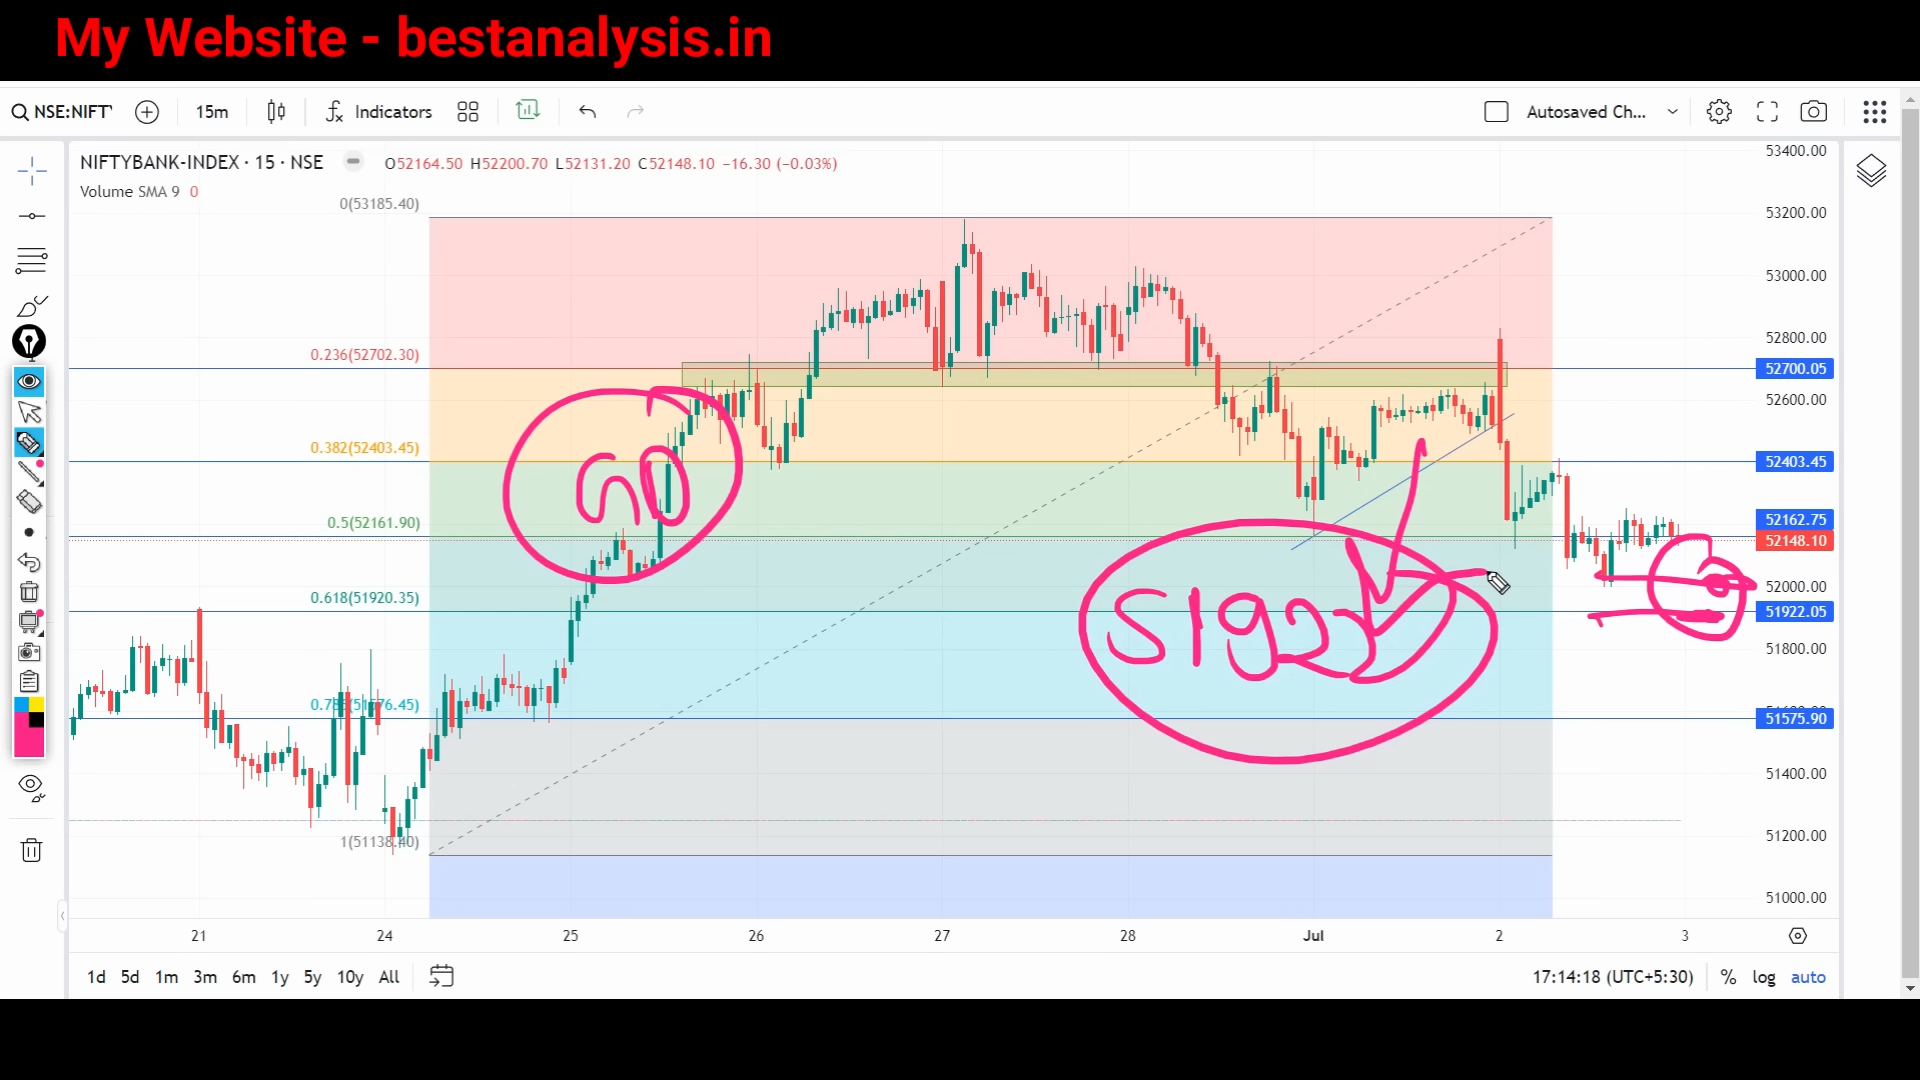 My Website - bestanalysis.in
NSE:NIFT
15m
Indicators
Autosaved Ch...
NIFTYBANK-INDEX · 15 · NSE
O52164.50 H52200.70 L52131.20 C52148.10 −16.30 (−0.03%)
Volume SMA 9 0
0(53185.40)
0.236(52702.30)
0.382(52403.45)
0.5(52161.90)
0.618(51920.35)
1(51138.40)
53400.00
53200.00
53000.00
52800.00
52700.05
52600.00
52403.45
52162.75
52148.10
52000.00
51922.05
51800.00
51575.90
51400.00
51200.00
51000.00
21 24 25 26 27 28 Jul 2 3
1d 5d 1m 3m 6m 1y 5y 10y All
17:14:18 (UTC+5:30)
% log auto